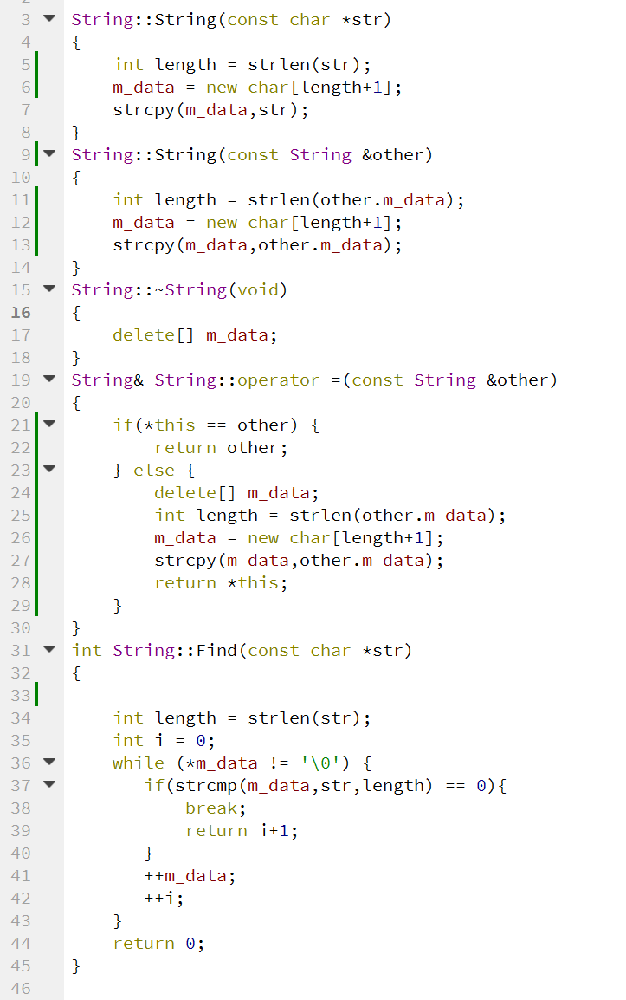 3 String::String(const char *str)
4 {
5     int length = strlen(str);
6     m_data = new char[length+1];
7     strcpy(m_data,str);
8 }
9 String::String(const String &other)
10 {
11     int length = strlen(other.m_data);
12     m_data = new char[length+1];
13     strcpy(m_data,other.m_data);
14 }
15 String::~String(void)
16 {
17     delete[] m_data;
18 }
19 String& String::operator =(const String &other)
20 {
21     if(*this == other) {
22         return other;
23     } else {
24         delete[] m_data;
25         int length = strlen(other.m_data);
26         m_data = new char[length+1];
27         strcpy(m_data,other.m_data);
28         return *this;
29     }
30 }
31 int String::Find(const char *str)
32 {
33
34     int length = strlen(str);
35     int i = 0;
36     while (*m_data != '\0') {
37        if(strcmp(m_data,str,length) == 0){
38            break;
39            return i+1;
40        }
41        ++m_data;
42        ++i;
43     }
44     return 0;
45 }
46